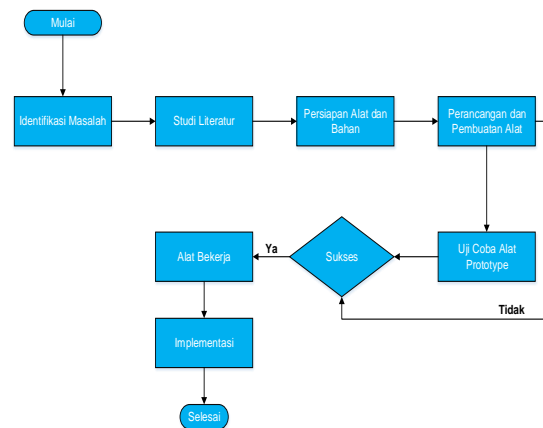 Mulai
Identifikasi Masalah
Studi Literatur
Persiapan Alat dan
Bahan
Perancangan dan
Pembuatan Alat
Uji Coba Alat
Prototype
Sukses
Ya
Tidak
Alat Bekerja
Implementasi
Selesai